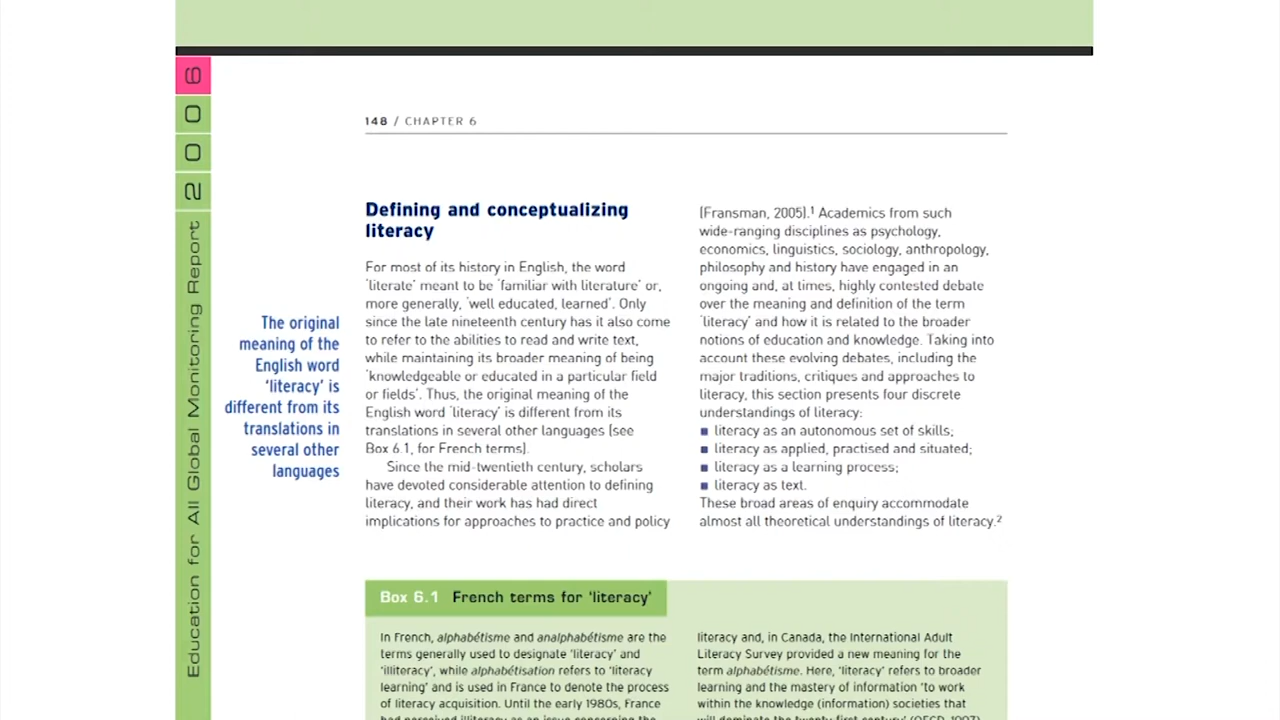 Education for All Global Monitoring Report 2006
148 / CHAPTER 6
The original
meaning of the
English word
‘literacy’ is
different from its
translations in
several other
languages
Defining and conceptualizing
literacy
For most of its history in English, the word
‘literate’ meant to be ‘familiar with literature’ or,
more generally, ‘well educated, learned’. Only
since the late nineteenth century has it also come
to refer to the abilities to read and write text,
while maintaining its broader meaning of being
‘knowledgeable or educated in a particular field
or fields’. Thus, the original meaning of the
English word ‘literacy’ is different from its
translations in several other languages (see
Box 6.1, for French terms).
Since the mid-twentieth century, scholars
have devoted considerable attention to defining
literacy, and their work has had direct
implications for approaches to practice and policy
(Fransman, 2005).¹ Academics from such
wide-ranging disciplines as psychology,
economics, linguistics, sociology, anthropology,
philosophy and history have engaged in an
ongoing and, at times, highly contested debate
over the meaning and definition of the term
‘literacy’ and how it is related to the broader
notions of education and knowledge. Taking into
account these evolving debates, including the
major traditions, critiques and approaches to
literacy, this section presents four discrete
understandings of literacy:
■ literacy as an autonomous set of skills;
■ literacy as applied, practised and situated;
■ literacy as a learning process;
■ literacy as text.
These broad areas of enquiry accommodate
almost all theoretical understandings of literacy.²
Box 6.1 French terms for ‘literacy’
In French, alphabétisme and analphabétisme are the
terms generally used to designate ‘literacy’ and
‘illiteracy’, while alphabétisation refers to ‘literacy
learning’ and is used in France to denote the process
of literacy acquisition. Until the early 1980s, France
had perceived illiteracy as an issue concerning the
literacy and, in Canada, the International Adult
Literacy Survey provided a new meaning for the
term alphabétisme. Here, ‘literacy’ refers to broader
learning and the mastery of information ‘to work
within the knowledge (information) societies that
will dominate the twenty-first century’ (OECD, 1997)